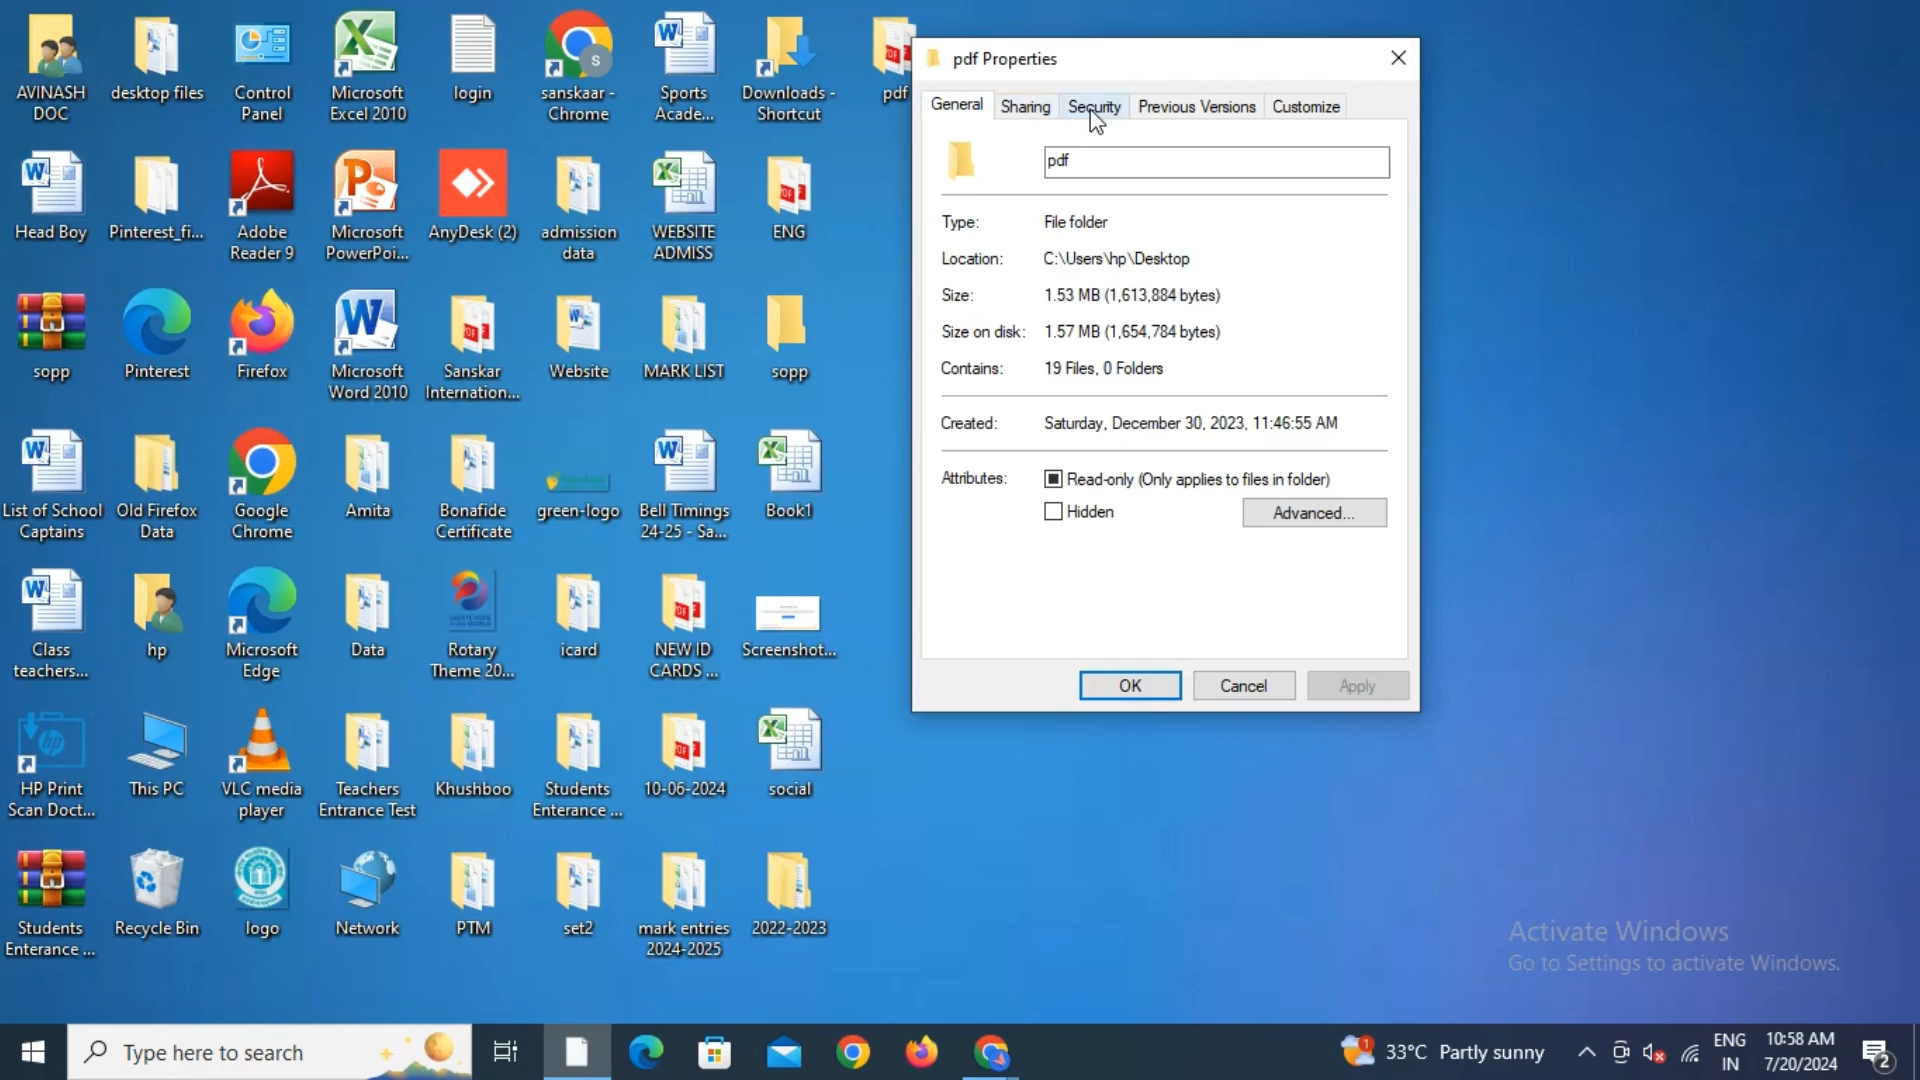 AVINASH
DOC
desktop files
Control
Panel
Microsoft
Excel 2010
login
sanskaar -
Chrome
Sports
Acade...
Downloads -
Shortcut
pdf
Head Boy
Pinterest_fi...
Adobe
Reader 9
Microsoft
PowerPoi...
AnyDesk (2)
admission
data
WEBSITE
ADMISS
ENG
sopp
Pinterest
Firefox
Microsoft
Word 2010
Sanskar
Internation...
Website
MARK LIST
sopp
List of School
Captains
Old Firefox
Data
Google
Chrome
Amita
Bonafide
Certificate
green-logo
Bell Timings
24-25 - Sa...
Book1
Class
teachers...
hp
Microsoft
Edge
Data
Rotary
Theme 20...
icard
NEW ID
CARDS ...
Screenshot...
HP Print
Scan Doct...
This PC
VLC media
player
Teachers
Entrance Test
Khushboo
Students
Enterance ...
10-06-2024
social
Students
Enterance ...
Recycle Bin
logo
Network
PTM
set2
mark entries
2024-2025
2022-2023
pdf Properties
General Sharing Security Previous Versions Customize
pdf
Type: File folder
Location: C:\Users\hp\Desktop
Size: 1.53 MB (1,613,884 bytes)
Size on disk: 1.57 MB (1,654,784 bytes)
Contains: 19 Files, 0 Folders
Created: Saturday, December 30, 2023, 11:46:55 AM
Attributes: Read-only (Only applies to files in folder)
Hidden Advanced...
OK Cancel Apply
Activate Windows
Go to Settings to activate Windows.
Type here to search
33°C Partly sunny
ENG
IN
10:58 AM
7/20/2024
2